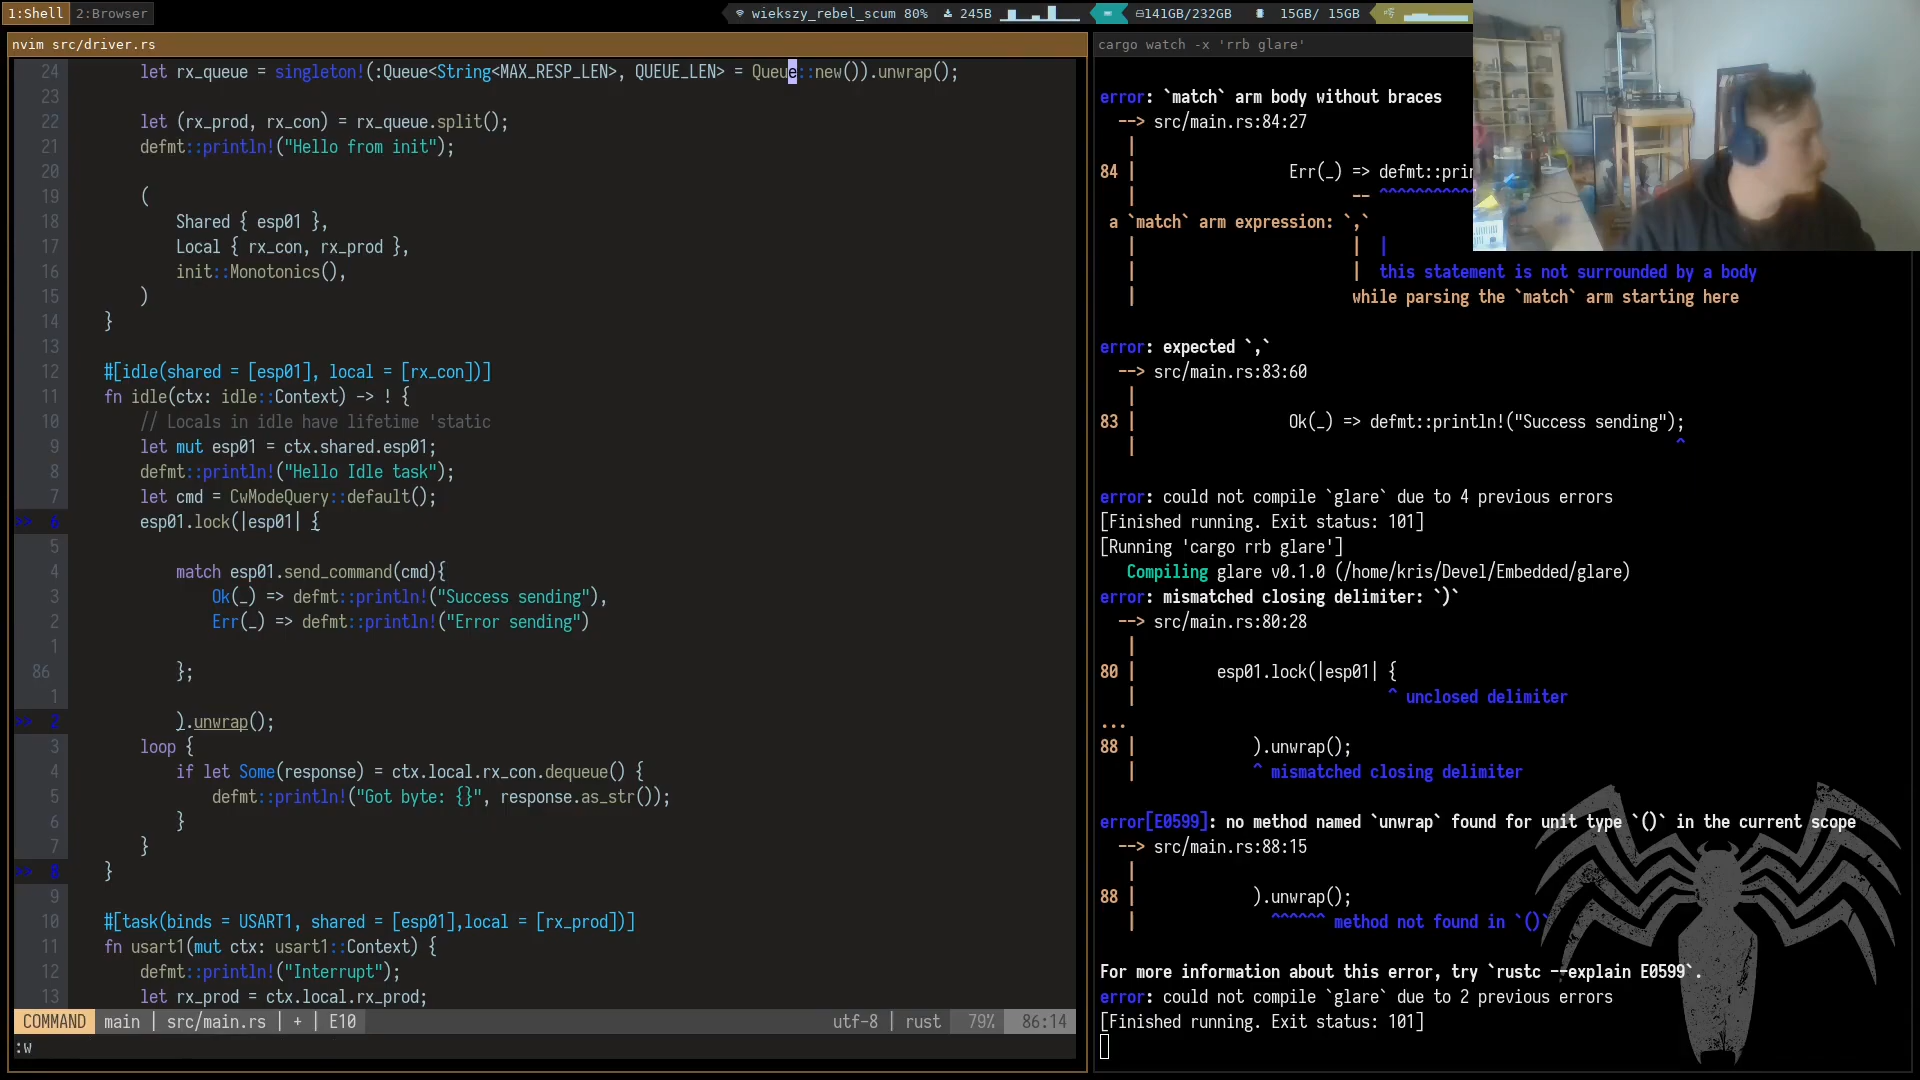 1:Shell 2:Browser
wiekszy_rebel_scum 80% 245B 141GB/232GB 15GB/ 15GB
nvim src/driver.rs
24 let rx_queue = singleton!(:Queue<String<MAX_RESP_LEN>, QUEUE_LEN> = Queue::new()).unwrap();
23
22 let (rx_prod, rx_con) = rx_queue.split();
21 defmt::println!("Hello from init");
20
19 (
18 Shared { esp01 },
17 Local { rx_con, rx_prod },
16 init::Monotonics(),
15 )
14 }
13
12 #[idle(shared = [esp01], local = [rx_con])]
11 fn idle(ctx: idle::Context) -> ! {
10 // Locals in idle have lifetime 'static
9 let mut esp01 = ctx.shared.esp01;
8 defmt::println!("Hello Idle task");
7 let cmd = CwModeQuery::default();
>> 6 esp01.lock(|esp01| {
5
4 match esp01.send_command(cmd){
3 Ok(_) => defmt::println!("Success sending"),
2 Err(_) => defmt::println!("Error sending")
1
86 };
1
>> 2 ).unwrap();
3 loop {
4 if let Some(response) = ctx.local.rx_con.dequeue() {
5 defmt::println!("Got byte: {}", response.as_str());
6 }
7 }
>> 8 }
9
10 #[task(binds = USART1, shared = [esp01],local = [rx_prod])]
11 fn usart1(mut ctx: usart1::Context) {
12 defmt::println!("Interrupt");
13 let rx_prod = ctx.local.rx_prod;
COMMAND main | src/main.rs | + | E10 utf-8 | rust 79% 86:14
:w
cargo watch -x 'rrb glare'
error: `match` arm body without braces
--> src/main.rs:84:27
|
84 | Err(_) => defmt::prin
| -- ^^^^^^^^^^^
a `match` arm expression: `,`
| | |
| | this statement is not surrounded by a body
| while parsing the `match` arm starting here
error: expected `,`
--> src/main.rs:83:60
|
83 | Ok(_) => defmt::println!("Success sending");
| ^
error: could not compile `glare` due to 4 previous errors
[Finished running. Exit status: 101]
[Running 'cargo rrb glare']
Compiling glare v0.1.0 (/home/kris/Devel/Embedded/glare)
error: mismatched closing delimiter: `)`
--> src/main.rs:80:28
|
80 | esp01.lock(|esp01| {
| ^ unclosed delimiter
...
88 | ).unwrap();
| ^ mismatched closing delimiter
error[E0599]: no method named `unwrap` found for unit type `()` in the current scope
--> src/main.rs:88:15
|
88 | ).unwrap();
| ^^^^^^ method not found in `()`
For more information about this error, try `rustc --explain E0599`.
error: could not compile `glare` due to 2 previous errors
[Finished running. Exit status: 101]